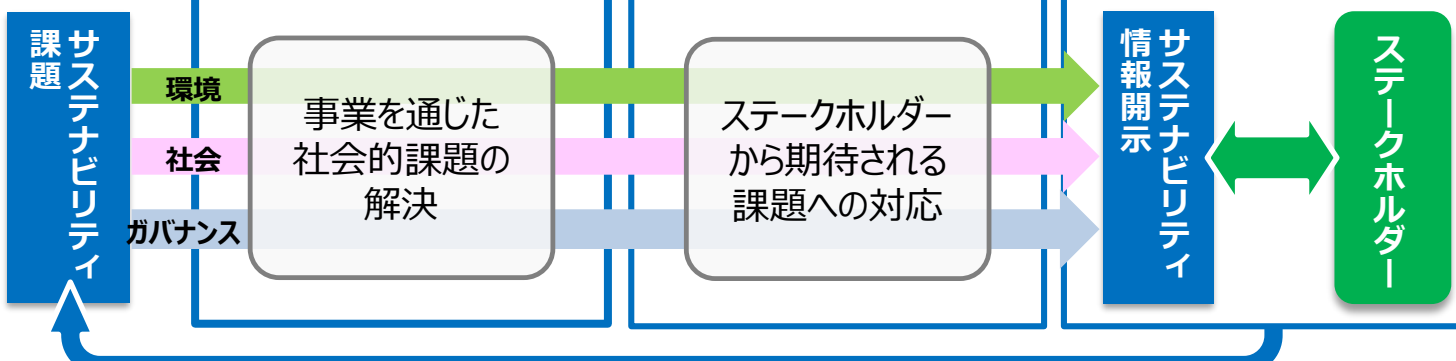 サステナビリティ
課題
環境
社会
ガバナンス
事業を通じた
社会的課題の
解決
ステークホルダー
から期待される
課題への対応
サステナビリティ
情報開示
ステークホルダー